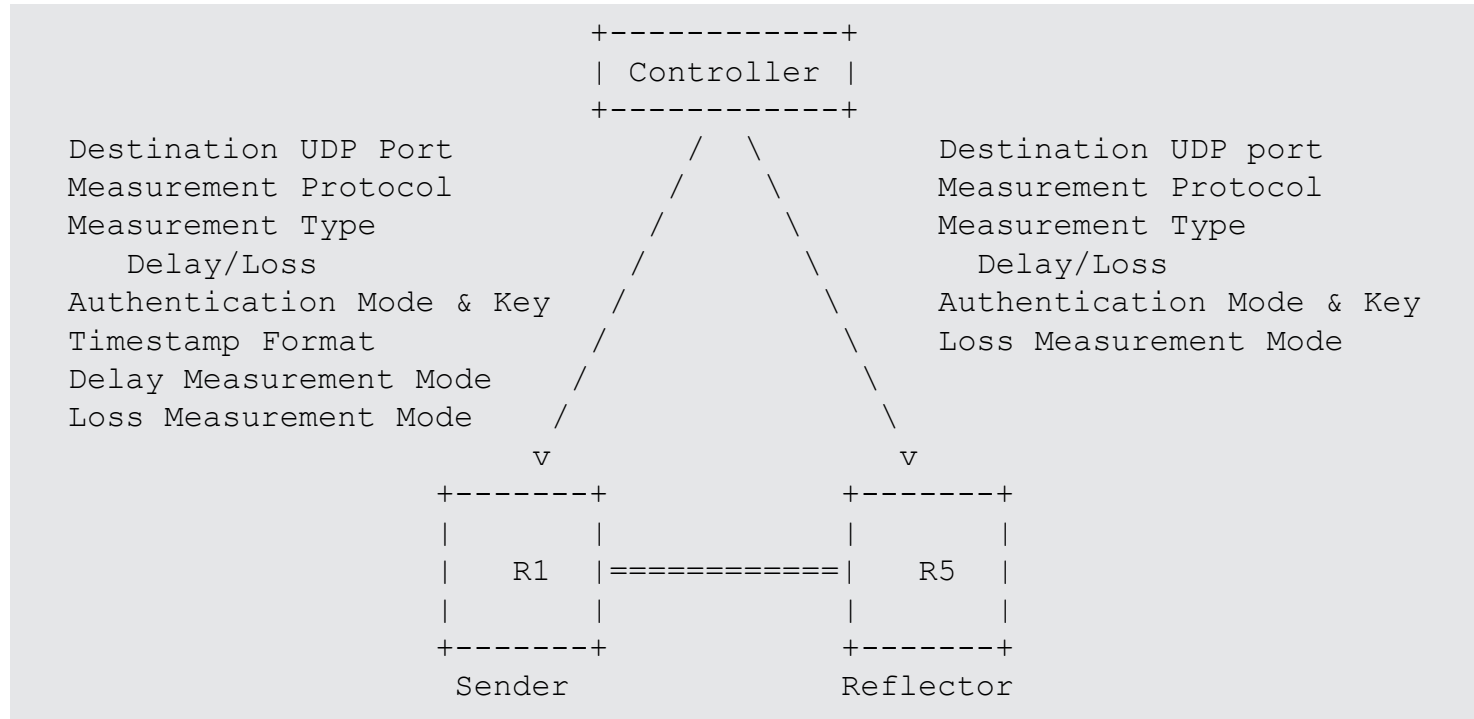 +------------+
| Controller |
+------------+
Destination UDP Port / \ Destination UDP port
Measurement Protocol / \ Measurement Protocol
Measurement Type / \ Measurement Type
Delay/Loss / \ Delay/Loss
Authentication Mode & Key / \ Authentication Mode & Key
Timestamp Format / \ Loss Measurement Mode
Delay Measurement Mode / \
Loss Measurement Mode / \
v v
+-------+ +-------+
| | | |
| R1 |============| R5 |
| | | |
+-------+ +-------+
Sender Reflector